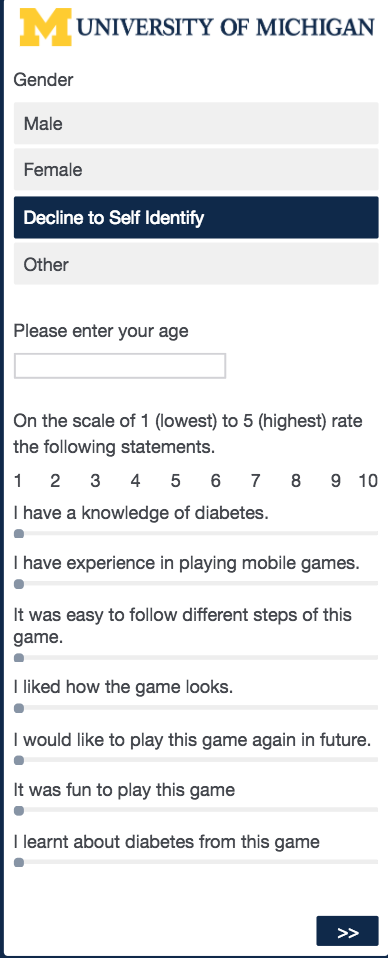 M UNIVERSITY OF MICHIGAN
Gender
Male
Female
Decline to Self Identify
Other
Please enter your age
On the scale of 1 (lowest) to 5 (highest) rate
the following statements.
1 2 3 4 5 6 7 8 9 10
I have a knowledge of diabetes.
I have experience in playing mobile games.
It was easy to follow different steps of this
game.
I liked how the game looks.
I would like to play this game again in future.
It was fun to play this game
I learnt about diabetes from this game
>>